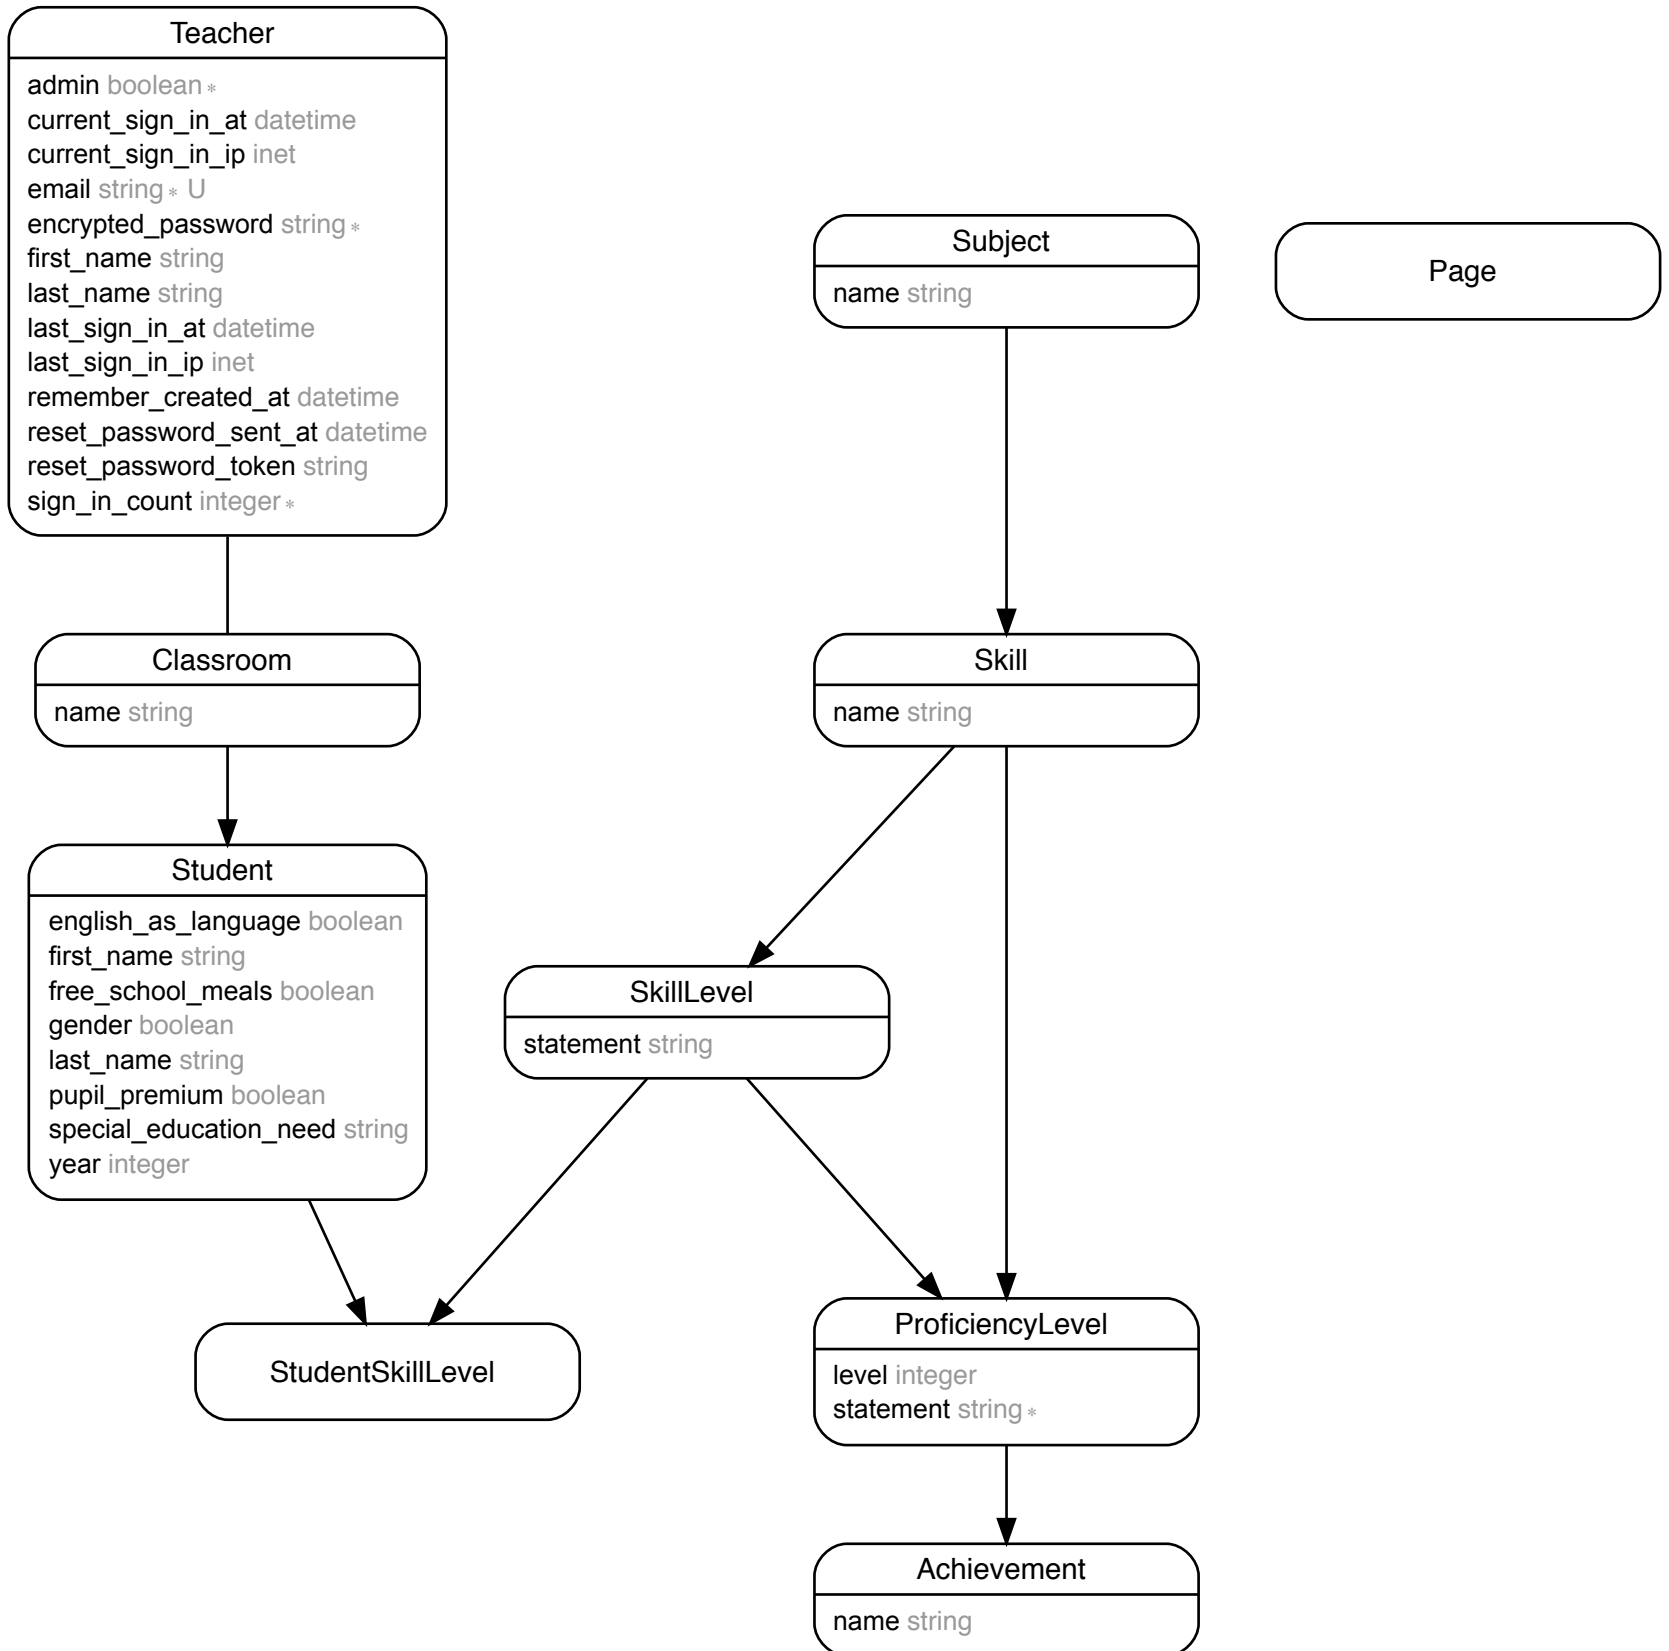 Teacher
admin boolean *
current_sign_in_at datetime
current_sign_in_ip inet
email string * U
encrypted_password string *
first_name string
last_name string
last_sign_in_at datetime
last_sign_in_ip inet
remember_created_at datetime
reset_password_sent_at datetime
reset_password_token string
sign_in_count integer *
Subject
name string
Page
Classroom
name string
Skill
name string
Student
english_as_language boolean
first_name string
free_school_meals boolean
gender boolean
last_name string
pupil_premium boolean
special_education_need string
year integer
SkillLevel
statement string
StudentSkillLevel
ProficiencyLevel
level integer
statement string *
Achievement
name string